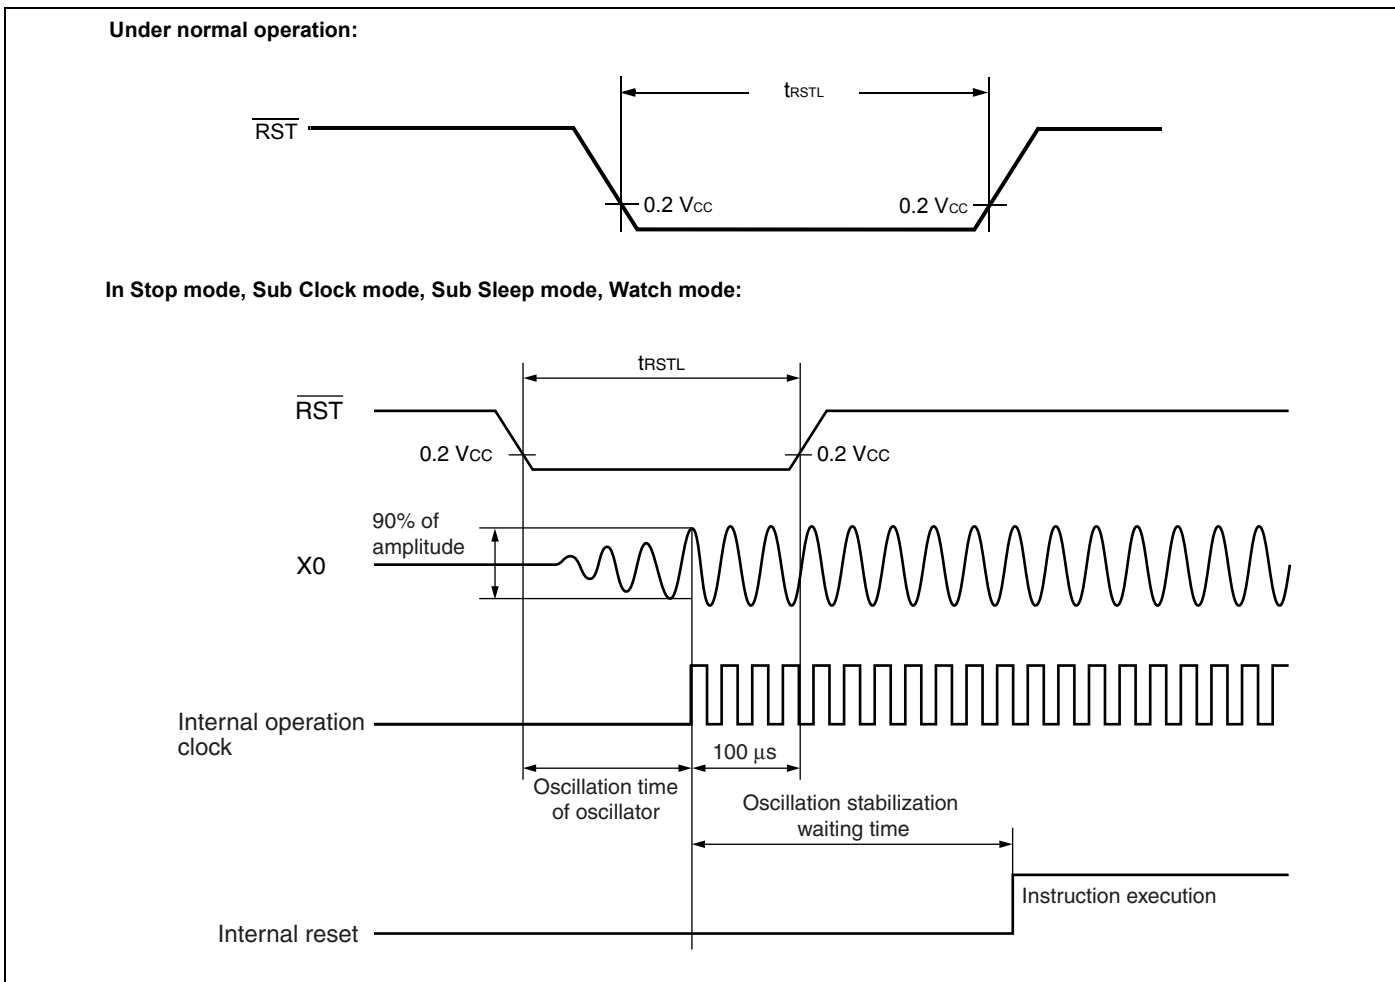 Under normal operation:
tRSTL
RST
0.2 Vcc
0.2 Vcc
In Stop mode, Sub Clock mode, Sub Sleep mode, Watch mode:
tRSTL
RST
0.2 Vcc
0.2 Vcc
90% of
amplitude
X0
Internal operation
clock
100 μs
Oscillation time
of oscillator
Oscillation stabilization
waiting time
Instruction execution
Internal reset